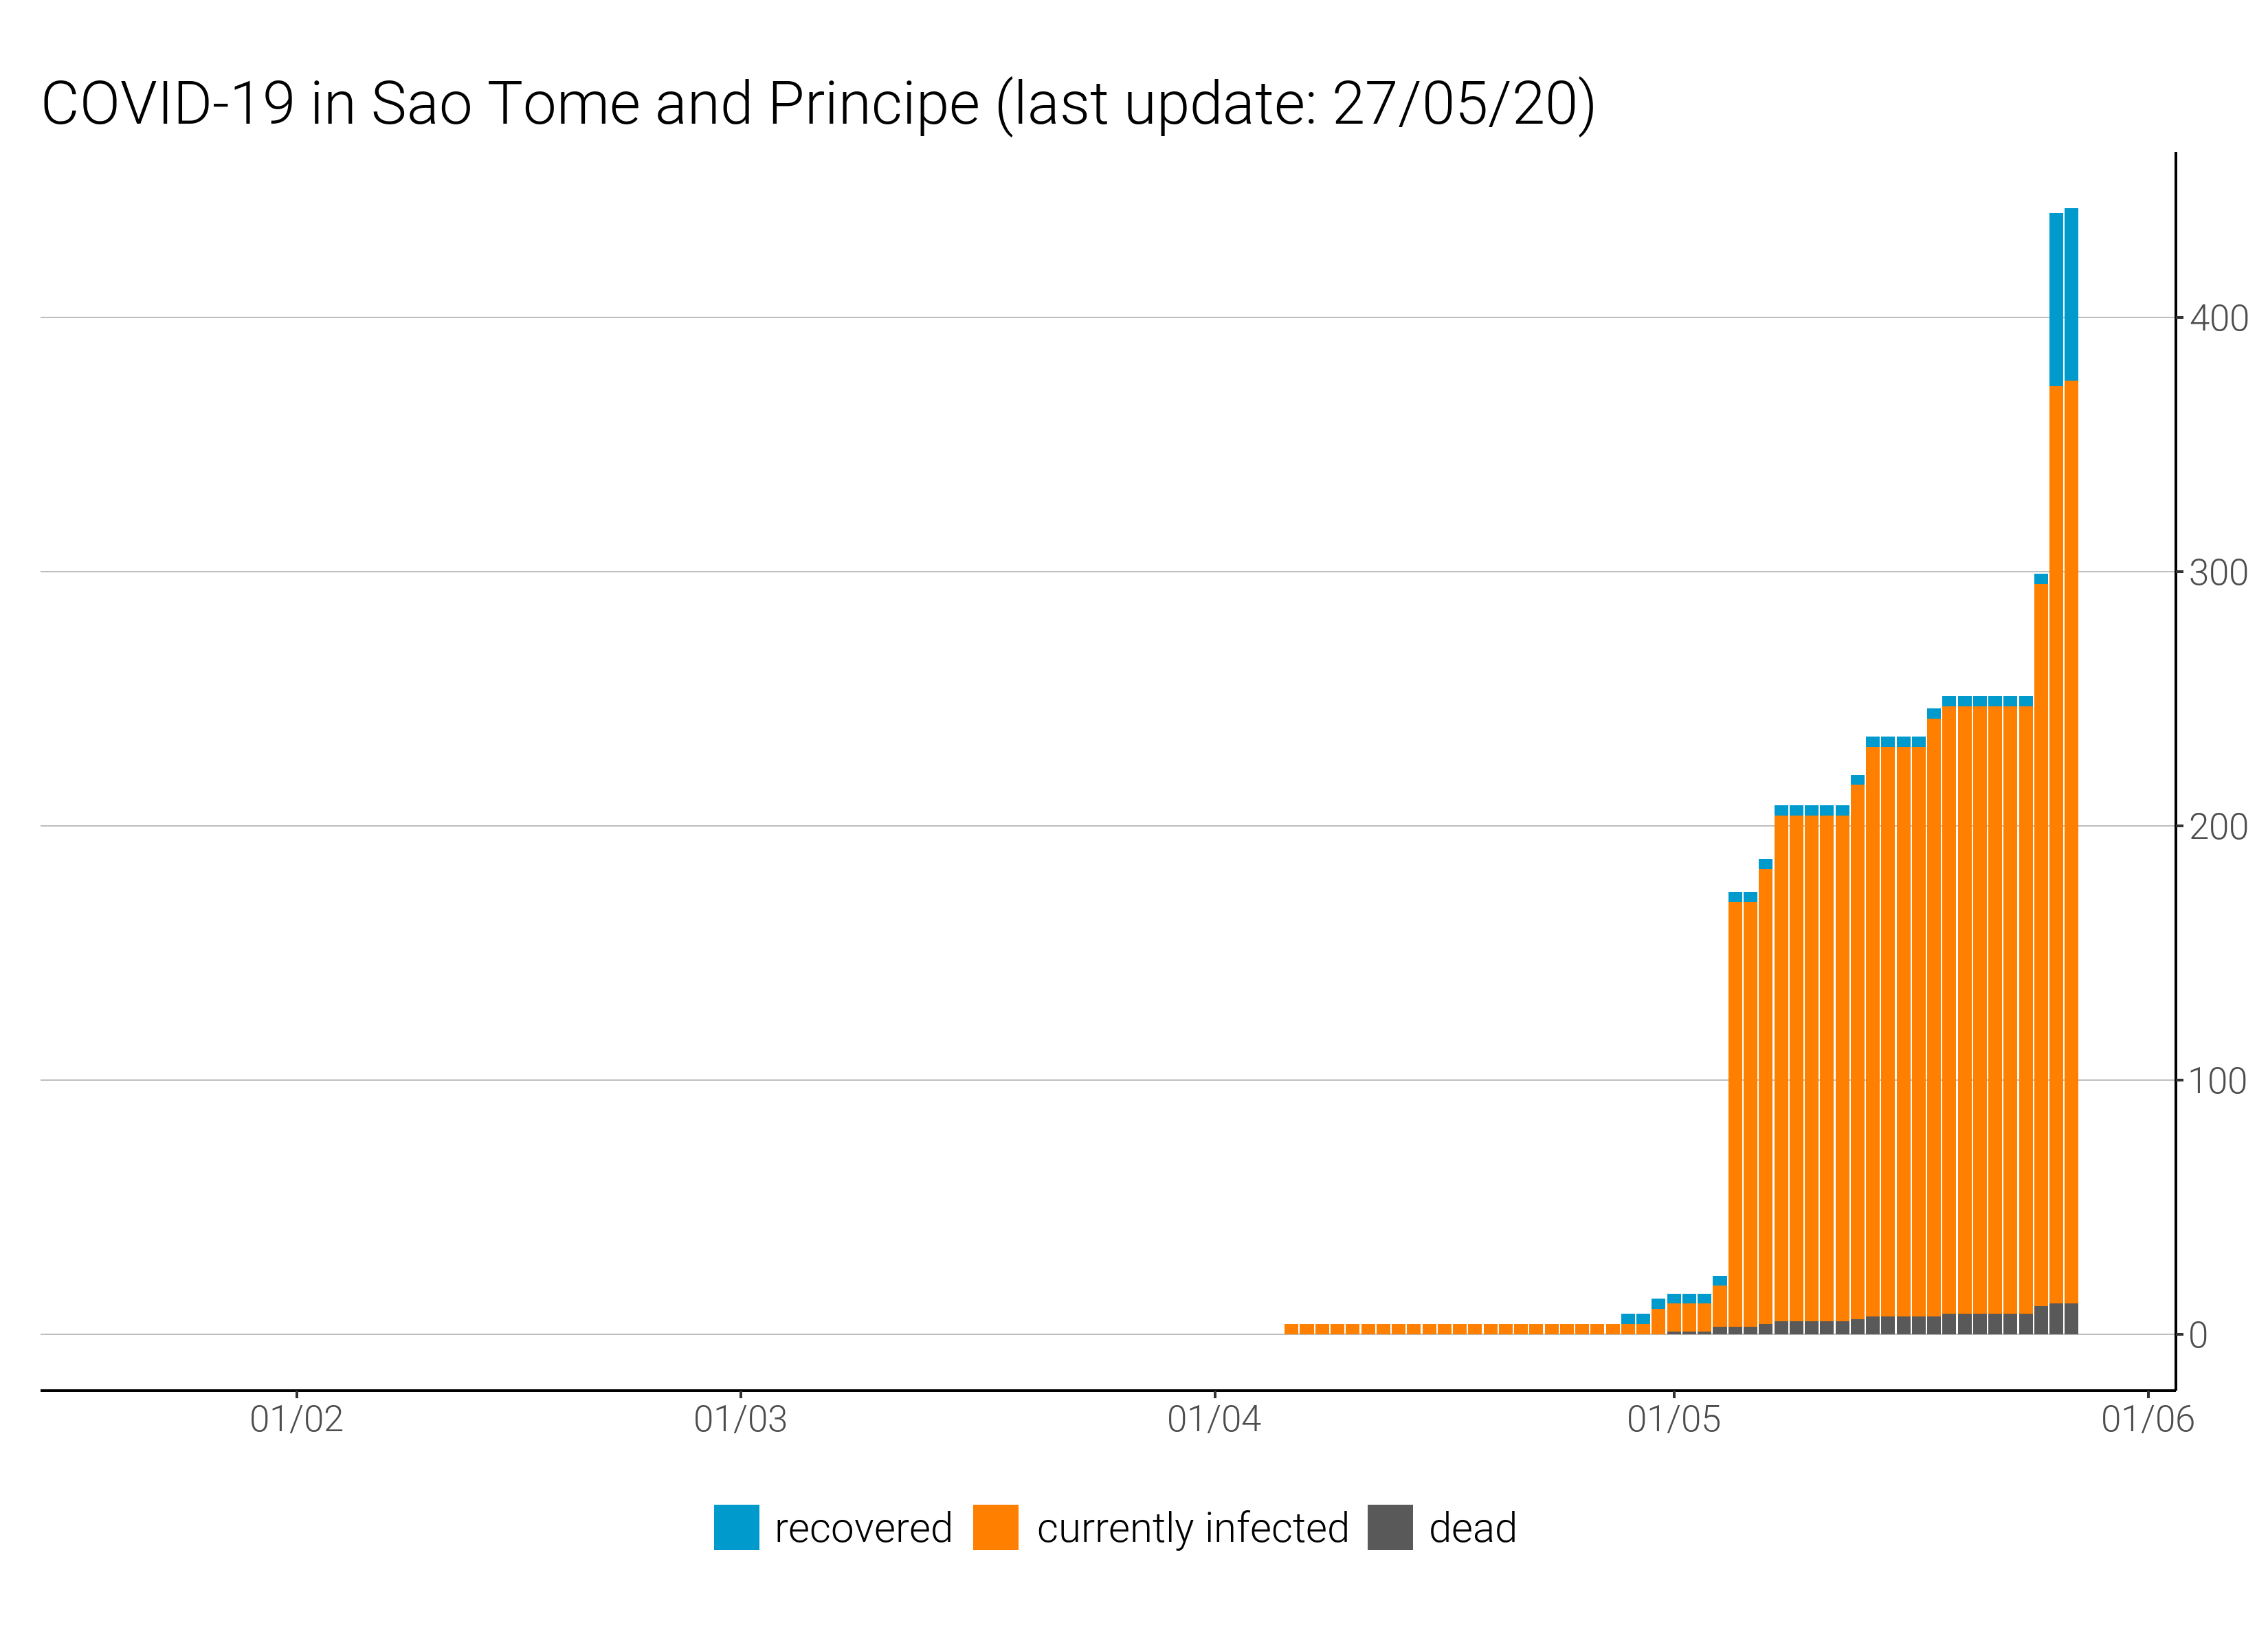 COVID-19 in Sao Tome and Principe (last update: 27/05/20)
400
300
200
100
0
01/02 01/03 01/04 01/05 01/06
recovered currently infected dead